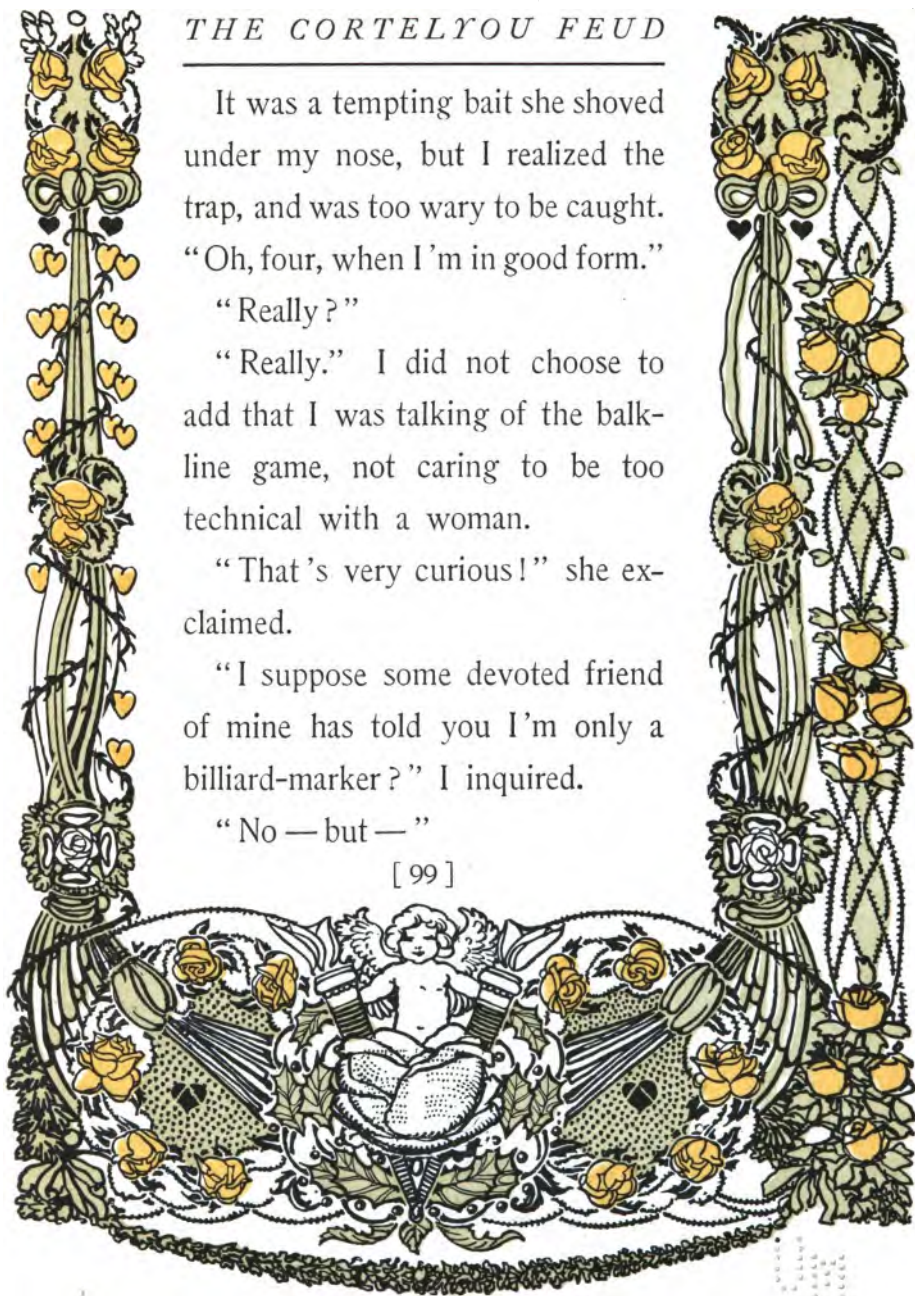 THE CORTELYOU FEUD
It was a tempting bait she shoved
under my nose, but I realized the
trap, and was too wary to be caught.
“Oh, four, when I 'm in good form.”
“Really?”
“Really.” I did not choose to
add that I was talking of the balk-
line game, not caring to be too
technical with a woman.
“That 's very curious!” she ex-
claimed.
“I suppose some devoted friend
of mine has told you I'm only a
billiard-marker?” I inquired.
“No — but — ”
[ 99 ]